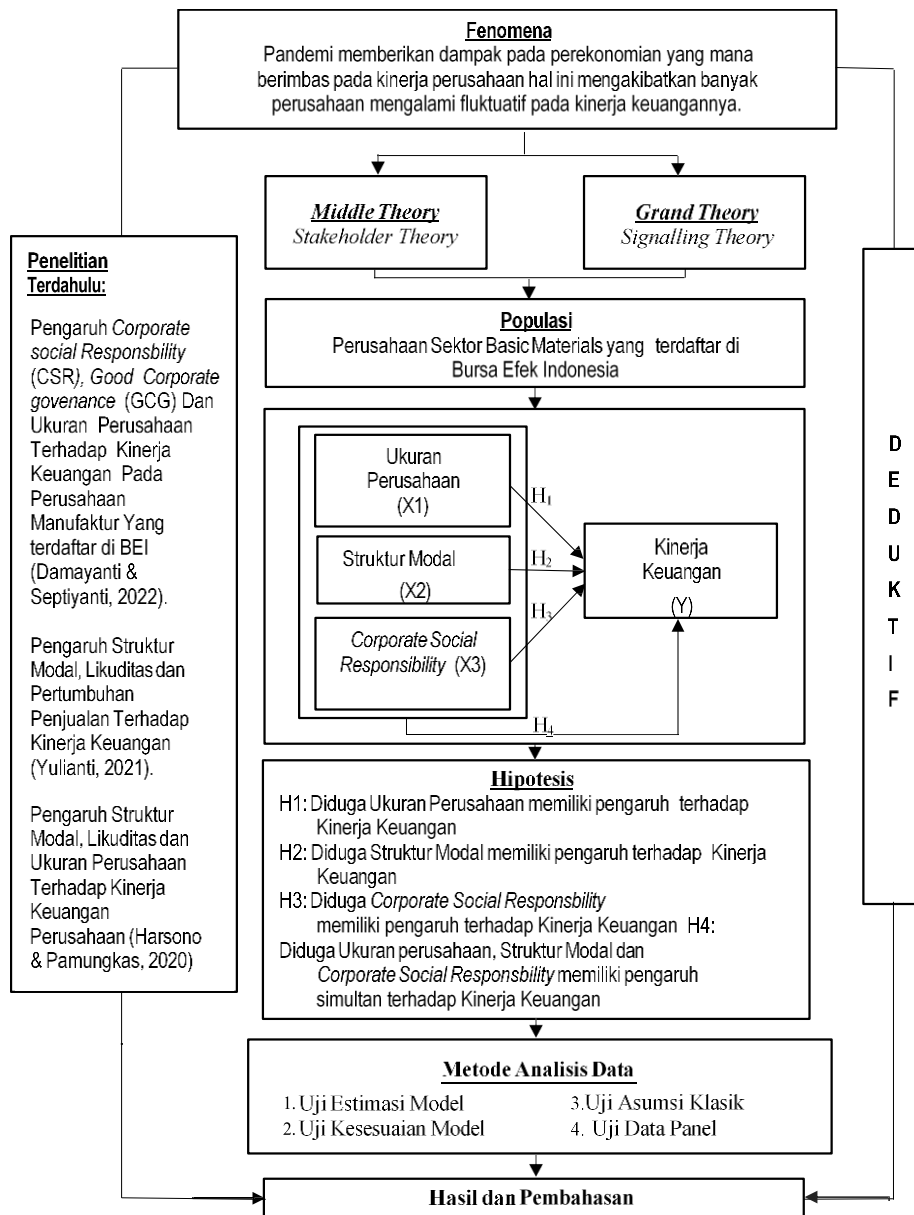 Fenomena
Pandemi memberikan dampak pada perekonomian yang mana
berimbas pada kinerja perusahaan hal ini mengakibatkan banyak
perusahaan mengalami fluktuatif pada kinerja keuangannya.
Middle Theory
Stakeholder Theory
Grand Theory
Signalling Theory
Penelitian
Terdahulu:
Pengaruh Corporate
social Responsbility
(CSR), Good Corporate
govenance (GCG) Dan
Ukuran Perusahaan
Terhadap Kinerja
Keuangan Pada
Perusahaan
Manufaktur Yang
terdaftar di BEI
(Damayanti &
Septiyanti, 2022).
Pengaruh Struktur
Modal, Likuditas dan
Pertumbuhan
Penjualan Terhadap
Kinerja Keuangan
(Yulianti, 2021).
Pengaruh Struktur
Modal, Likuditas dan
Ukuran Perusahaan
Terhadap Kinerja
Keuangan
Perusahaan (Harsono
& Pamungkas, 2020)
Populasi
Perusahaan Sektor Basic Materials yang terdaftar di
Bursa Efek Indonesia
Ukuran
Perusahaan
(X1)
Struktur Modal
(X2)
Corporate Social
Responsibility (X3)
H1
H2
H3
H4
Kinerja
Keuangan
(Y)
Hipotesis
H1: Diduga Ukuran Perusahaan memiliki pengaruh terhadap
Kinerja Keuangan
H2: Diduga Struktur Modal memiliki pengaruh terhadap Kinerja
Keuangan
H3: Diduga Corporate Social Responsbility
memiliki pengaruh terhadap Kinerja Keuangan H4:
Diduga Ukuran perusahaan, Struktur Modal dan
Corporate Social Responsbility memiliki pengaruh
simultan terhadap Kinerja Keuangan
Metode Analisis Data
1. Uji Estimasi Model
2. Uji Kesesuaian Model
3.Uji Asumsi Klasik
4. Uji Data Panel
Hasil dan Pembahasan
D
E
D
U
K
T
I
F